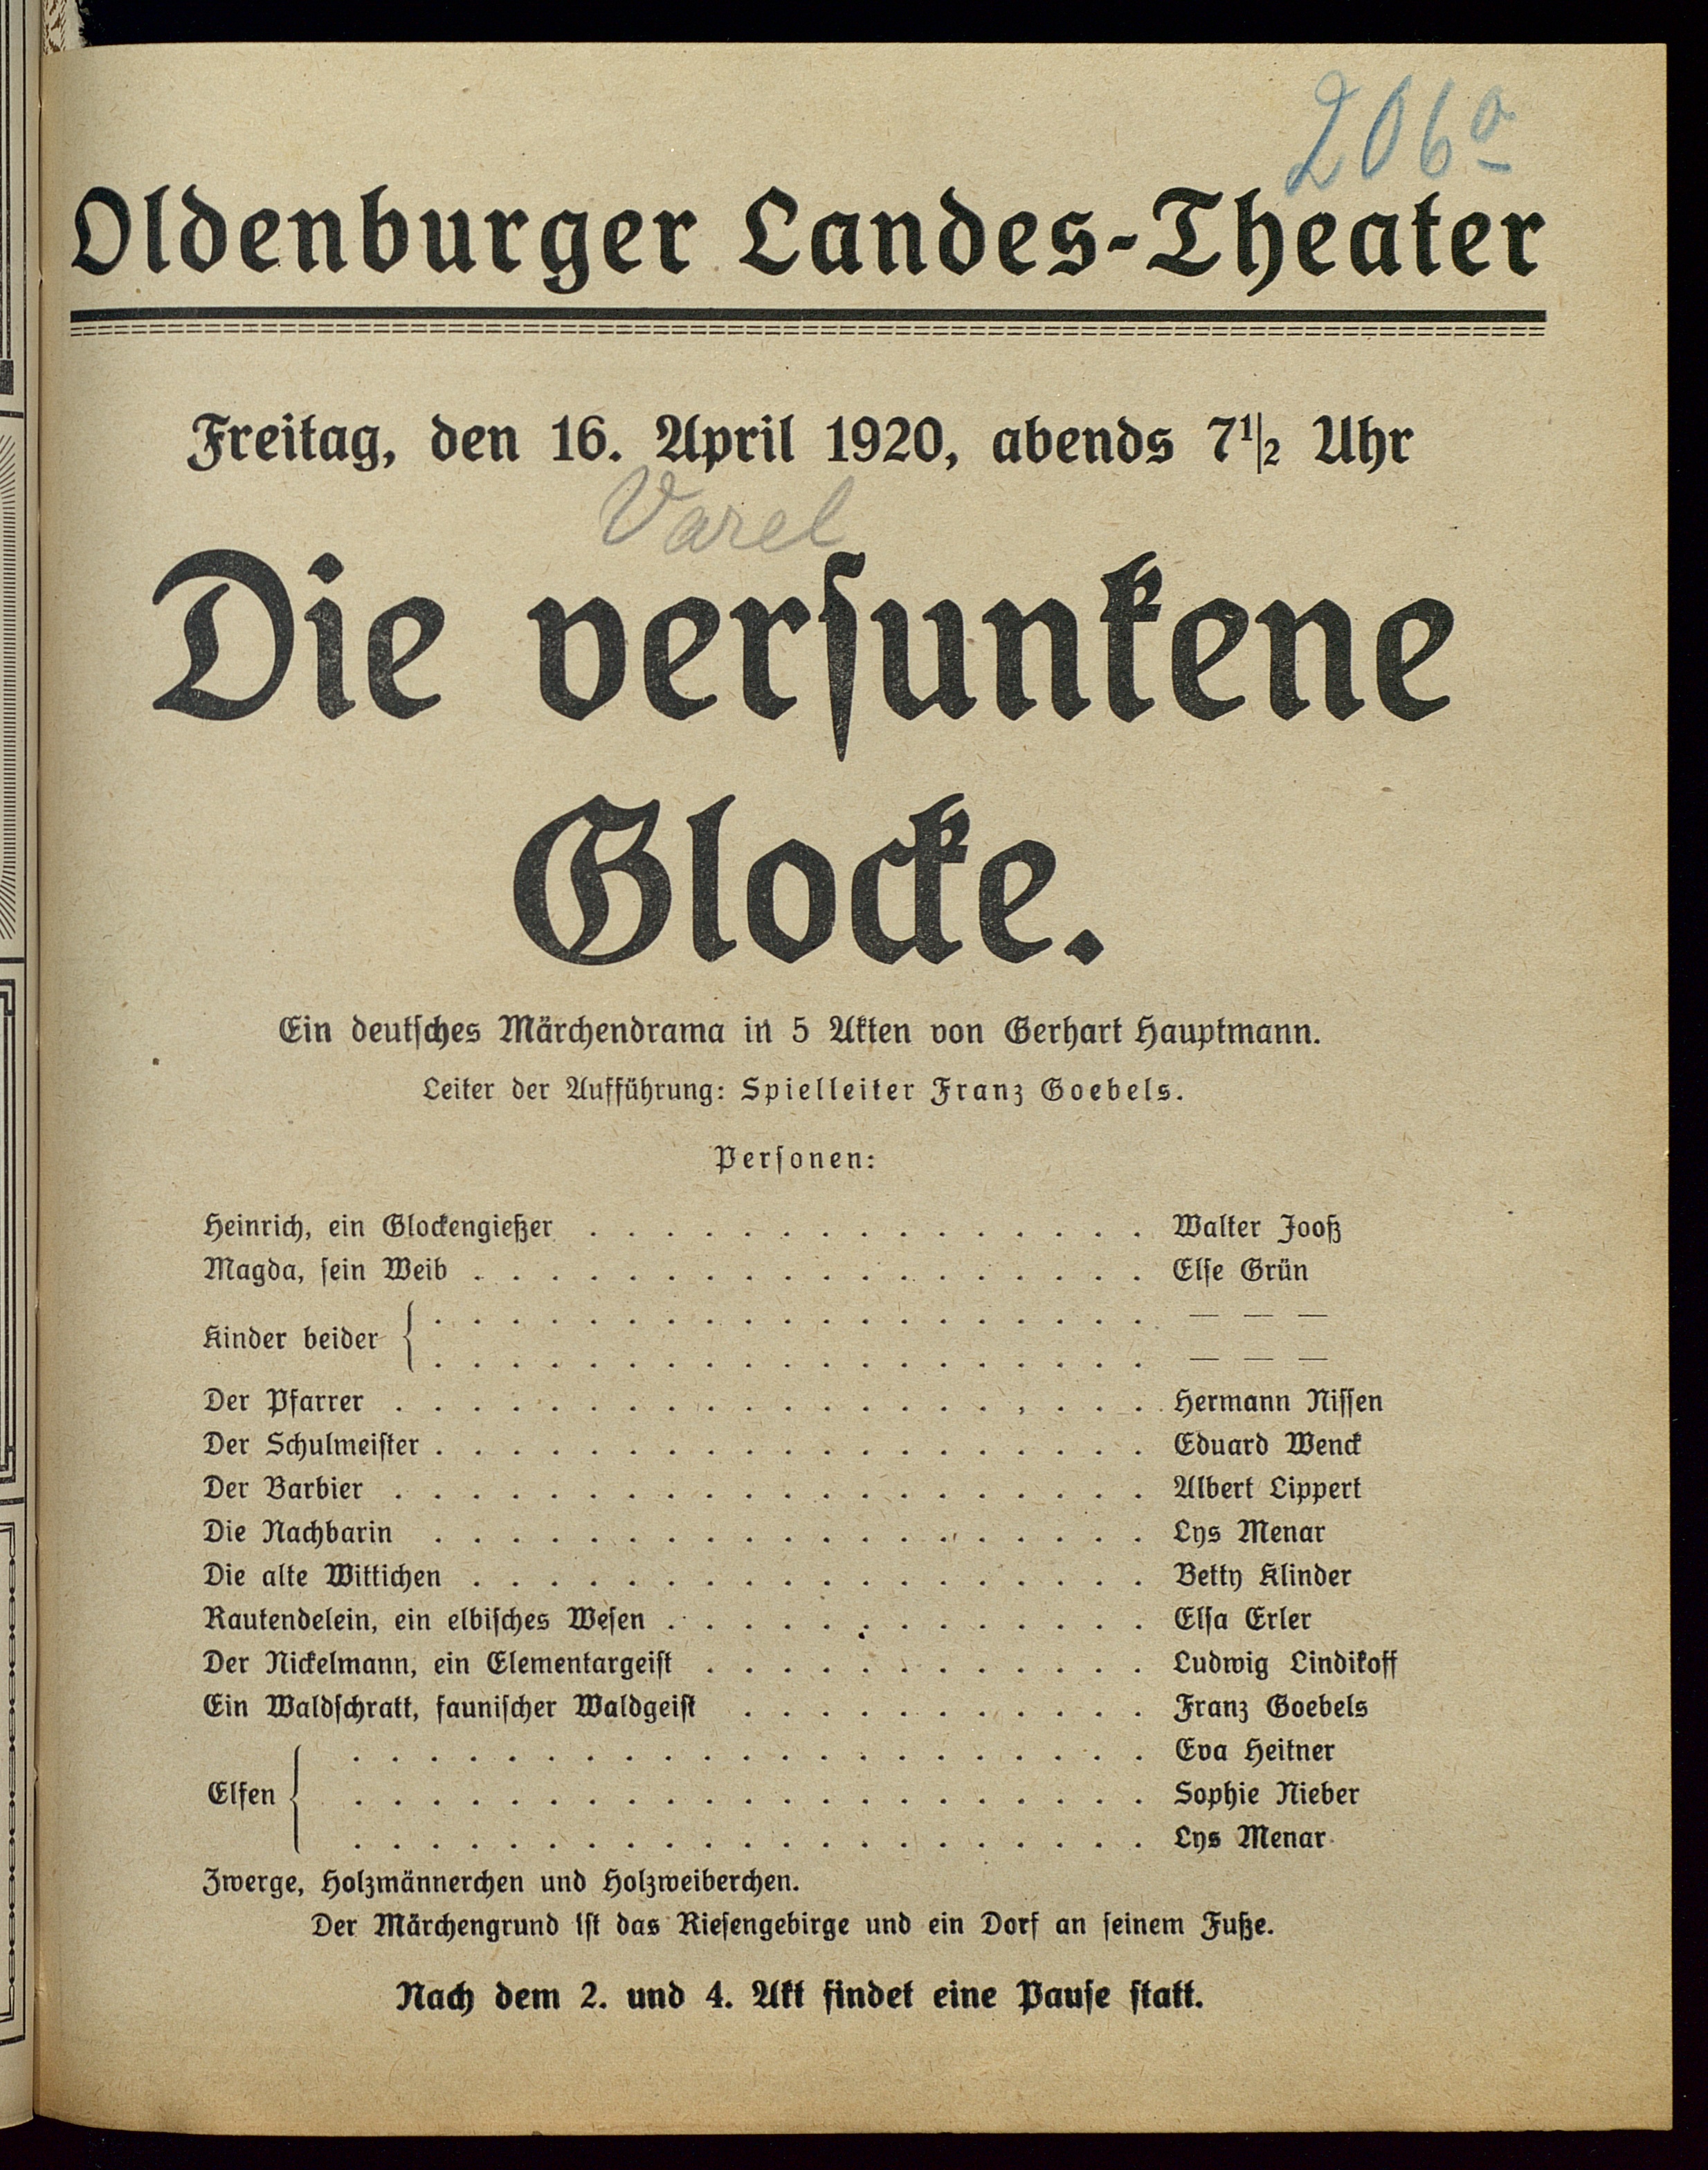 206a
Oldenburger Landes-Theater
Freitag, den 16. April 1920, abends 7½ Uhr
Varel
Die verſunkene
Glocke.
Ein deutſches Märchendrama in 5 Akten von Gerhart Hauptmann.
Leiter der Aufführung: Spielleiter Franz Goebels.
Perſonen:
Heinrich, ein Glockengießer . . . . . . . . . . . . . . . Walter Jooß
Magda, ſein Weib . . . . . . . . . . . . . . . . . . Elſe Grün
Kinder beider { . . . . . . . . . . . . . . . . . . . — — —
. . . . . . . . . . . . . . . . . . . — — —
Der Pfarrer . . . . . . . . . . . . . . . . . . . . Hermann Niſſen
Der Schulmeiſter . . . . . . . . . . . . . . . . . . . Eduard Wenck
Der Barbier . . . . . . . . . . . . . . . . . . . . Albert Lippert
Die Nachbarin . . . . . . . . . . . . . . . . . . . Lys Menar
Die alte Wittichen . . . . . . . . . . . . . . . . . . Betty Klinder
Rautendelein, ein elbiſches Weſen . . . . . . . . . . . . . Elſa Erler
Der Nickelmann, ein Elementargeiſt . . . . . . . . . . . . Ludwig Lindikoff
Ein Waldſchratt, fauniſcher Waldgeiſt . . . . . . . . . . . Franz Goebels
. . . . . . . . . . . . . . . . . . . . . Eva Heitner
Elfen { . . . . . . . . . . . . . . . . . . . . . Sophie Nieber
. . . . . . . . . . . . . . . . . . . . . Lys Menar
Zwerge, Holzmännerchen und Holzweiberchen.
Der Märchengrund iſt das Rieſengebirge und ein Dorf an ſeinem Fuße.
Nach dem 2. und 4. Akt findet eine Pauſe ſtatt.